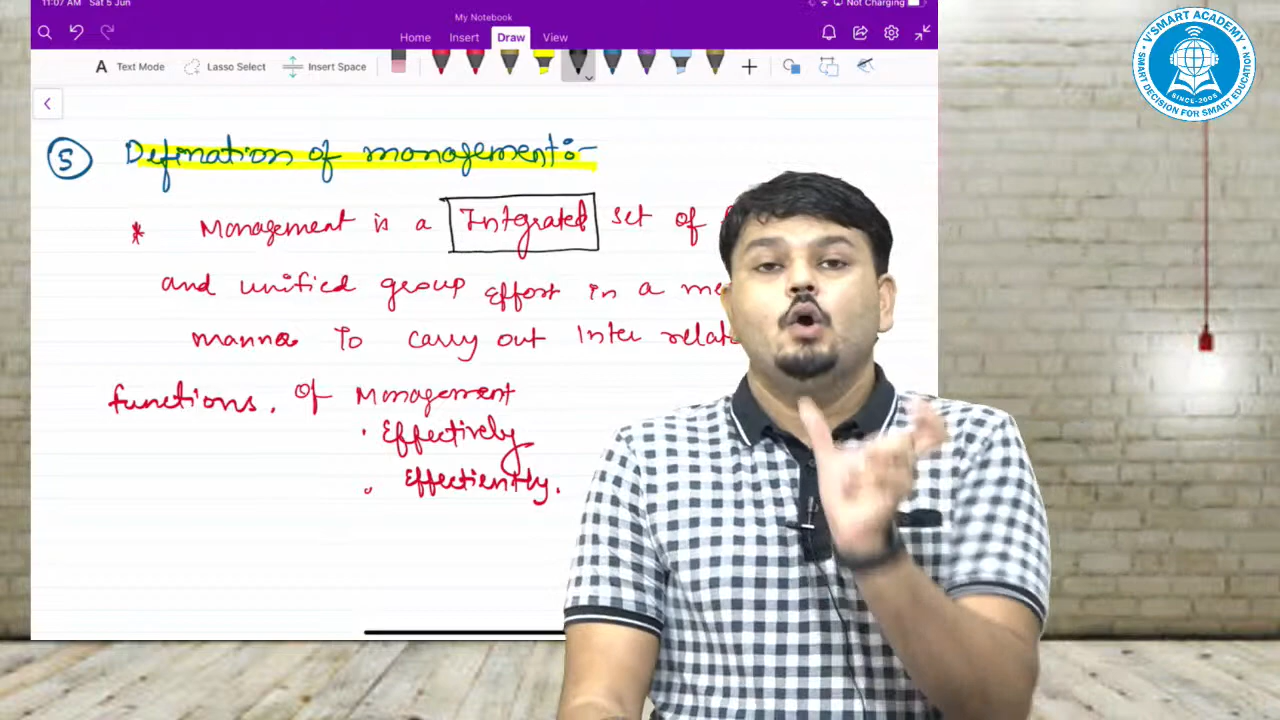 11:07 AM Sat 5 Jun
Not Charging
My Notebook
Home Insert Draw View
A Text Mode Lasso Select Insert Space
5 Defination of management:-
* Management is a Integrated set of
and unified group Effort in a
manner To carry out Inter
functions. Of Management
. Effectively
. Effectiently.
V'SMART ACADEMY
SINCE-2005
SMART DECISION FOR SMART EDUCATION